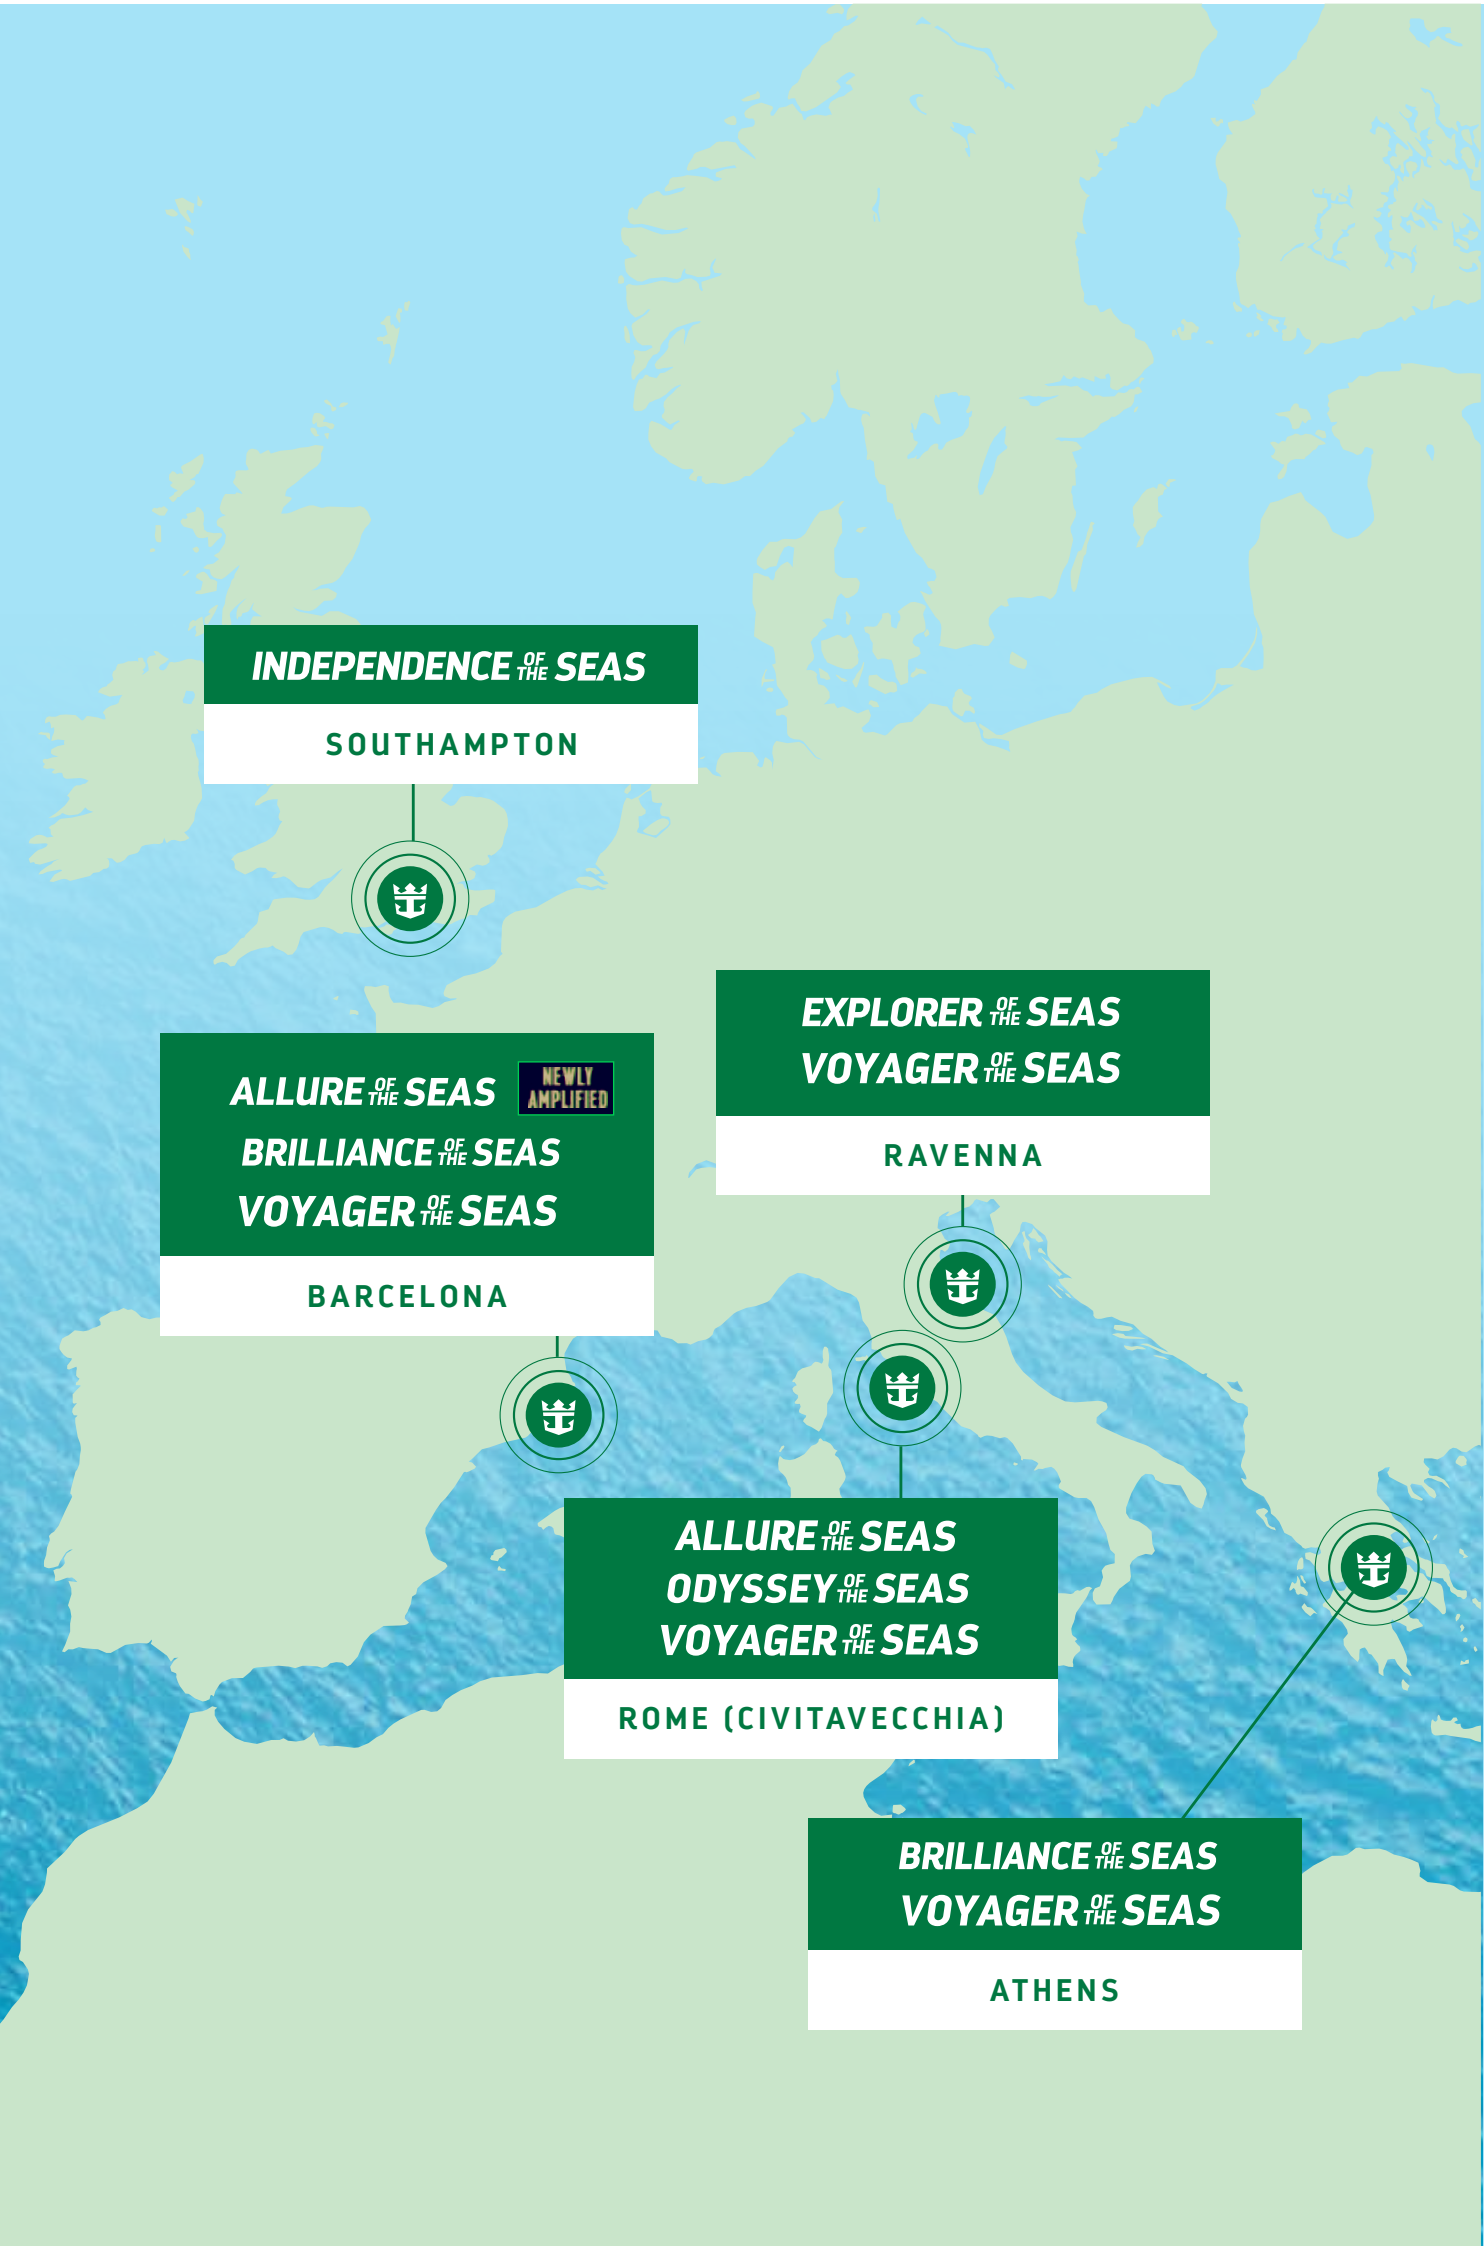 INDEPENDENCE OF THE SEAS
SOUTHAMPTON
EXPLORER OF THE SEAS
VOYAGER OF THE SEAS
RAVENNA
ALLURE OF THE SEAS NEWLY AMPLIFIED
BRILLIANCE OF THE SEAS
VOYAGER OF THE SEAS
BARCELONA
ALLURE OF THE SEAS
ODYSSEY OF THE SEAS
VOYAGER OF THE SEAS
ROME (CIVITAVECCHIA)
BRILLIANCE OF THE SEAS
VOYAGER OF THE SEAS
ATHENS